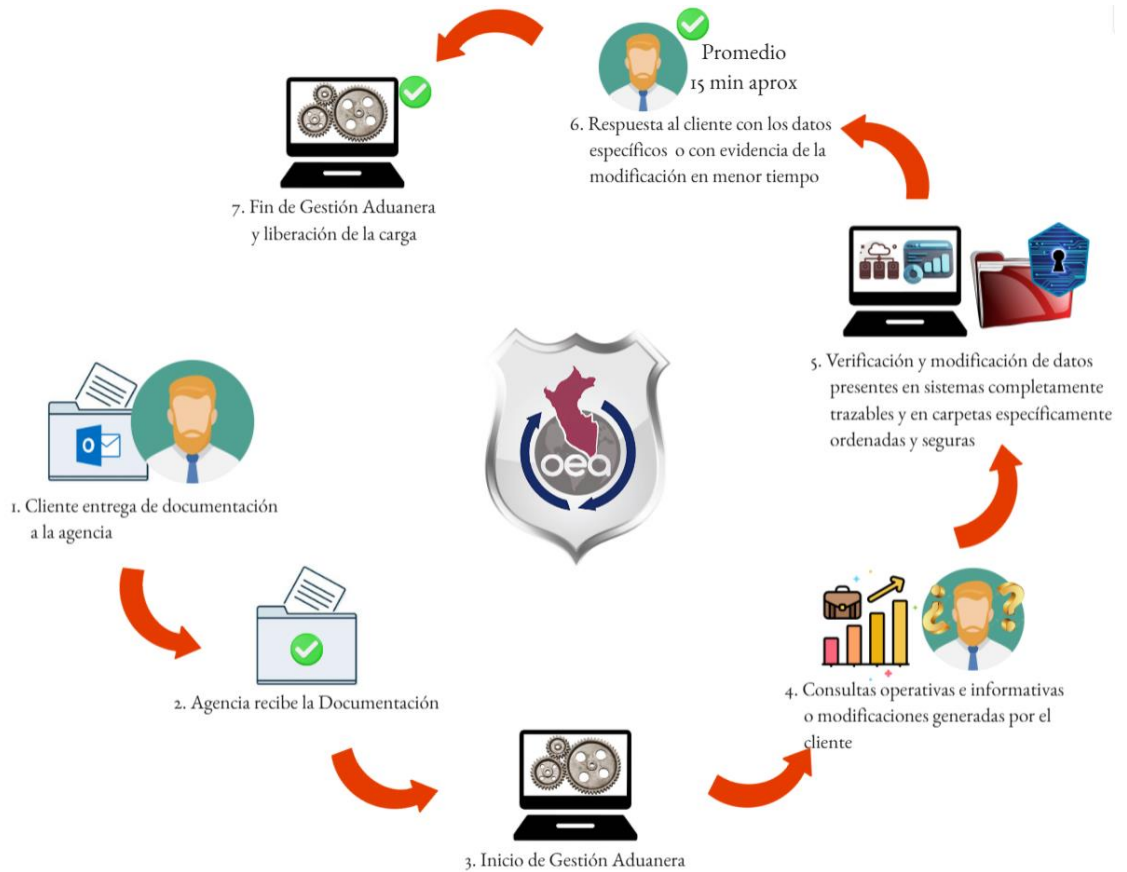 1. Cliente entrega de documentación
a la agencia
2. Agencia recibe la Documentación
3. Inicio de Gestión Aduanera
4. Consultas operativas e informativas
o modificaciones generadas por el
cliente
¿ ?
5. Verificación y modificación de datos
presentes en sistemas completamente
trazables y en carpetas específicamente
ordenadas y seguras
Promedio
15 min aprox
6. Respuesta al cliente con los datos
específicos o con evidencia de la
modificación en menor tiempo
7. Fin de Gestión Aduanera
y liberación de la carga
oea
o